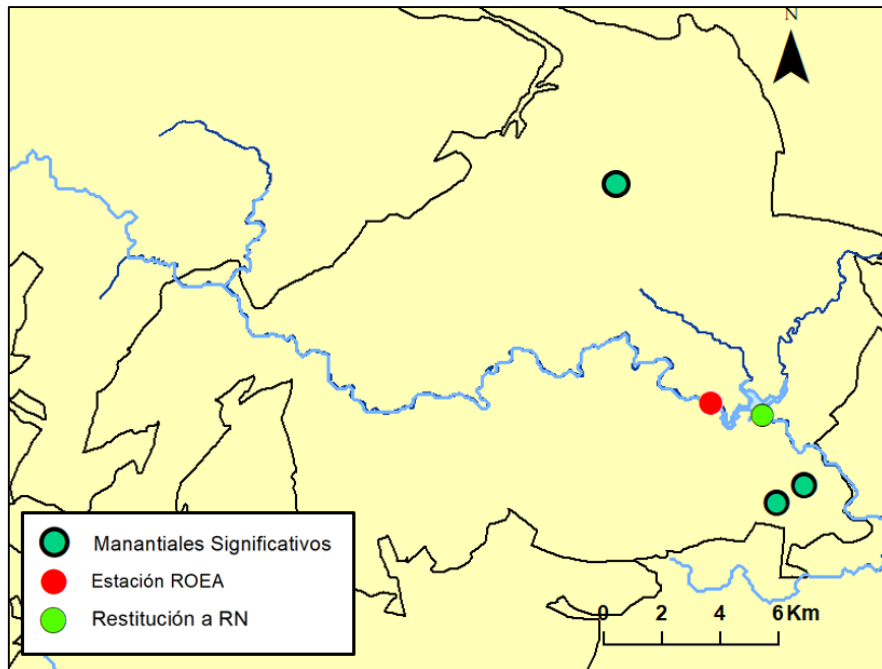 N
Manantiales Significativos
Estación ROEA
Restitución a RN
0 2 4 6 Km